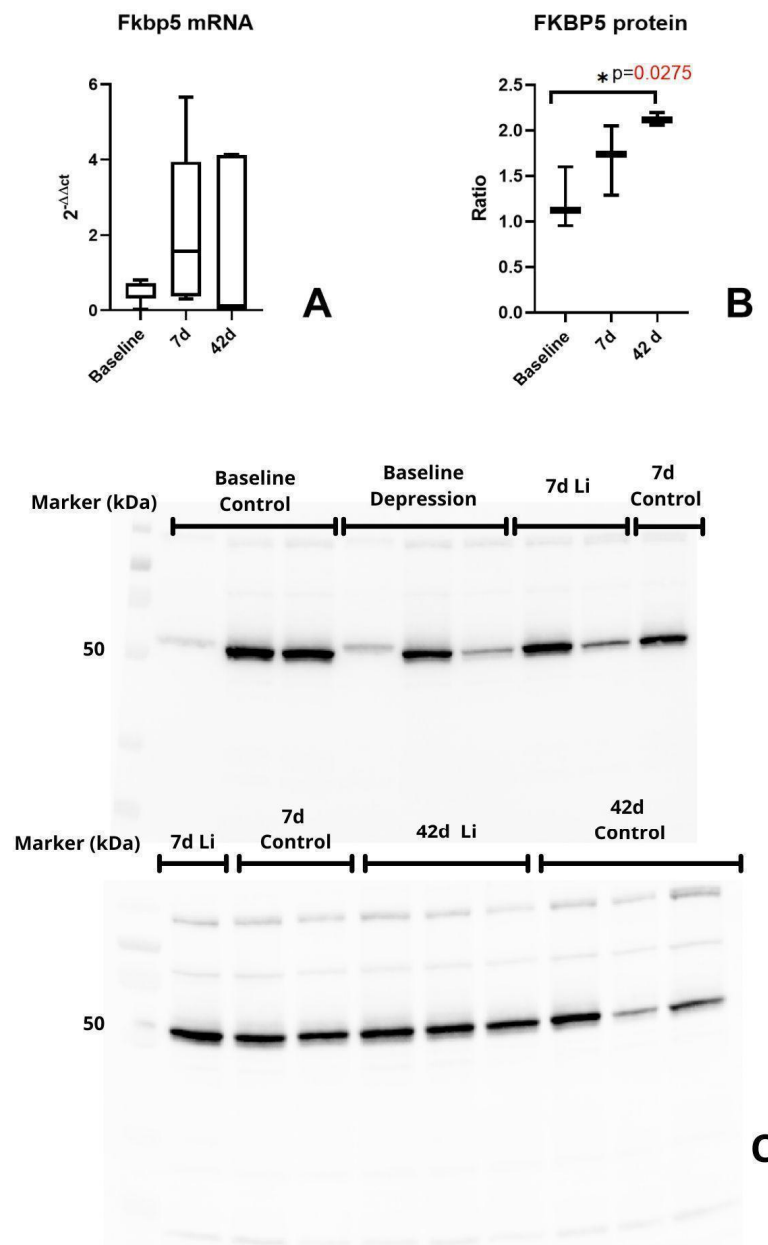 Fkbp5 mRNA
2^-ΔΔct
6
4
2
0
Baseline
7d
42d
A
FKBP5 protein
*p=0.0275
Ratio
2.5
2.0
1.5
1.0
0.5
0.0
Baseline
7d
42 d
B
Marker (kDa)
Baseline
Control
Baseline
Depression
7d Li
7d
Control
50
Marker (kDa)
7d Li
7d
Control
42d Li
42d
Control
50
C